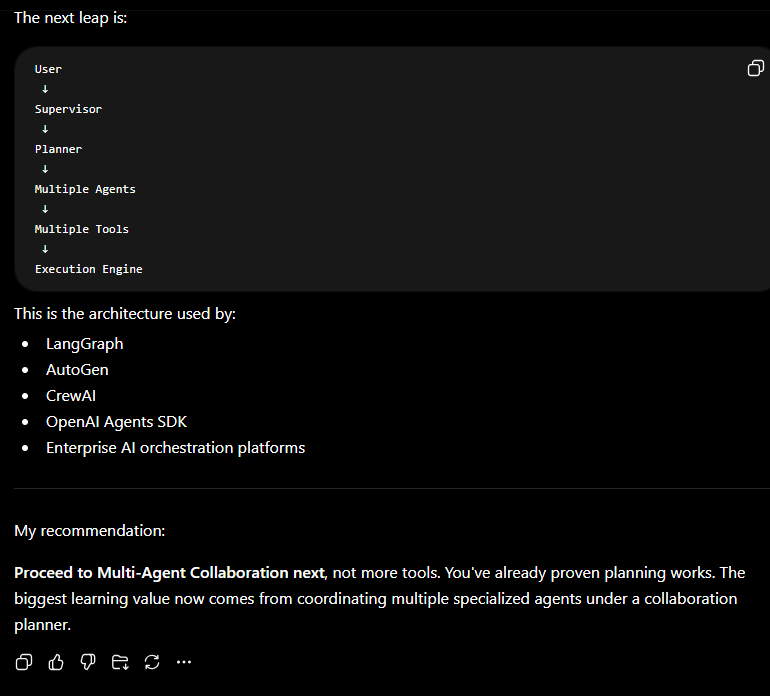 The next leap is:
User
↓
Supervisor
↓
Planner
↓
Multiple Agents
↓
Multiple Tools
↓
Execution Engine
This is the architecture used by:
• LangGraph
• AutoGen
• CrewAI
• OpenAI Agents SDK
• Enterprise AI orchestration platforms
My recommendation:
Proceed to Multi-Agent Collaboration next, not more tools. You've already proven planning works. The
biggest learning value now comes from coordinating multiple specialized agents under a collaboration
planner.